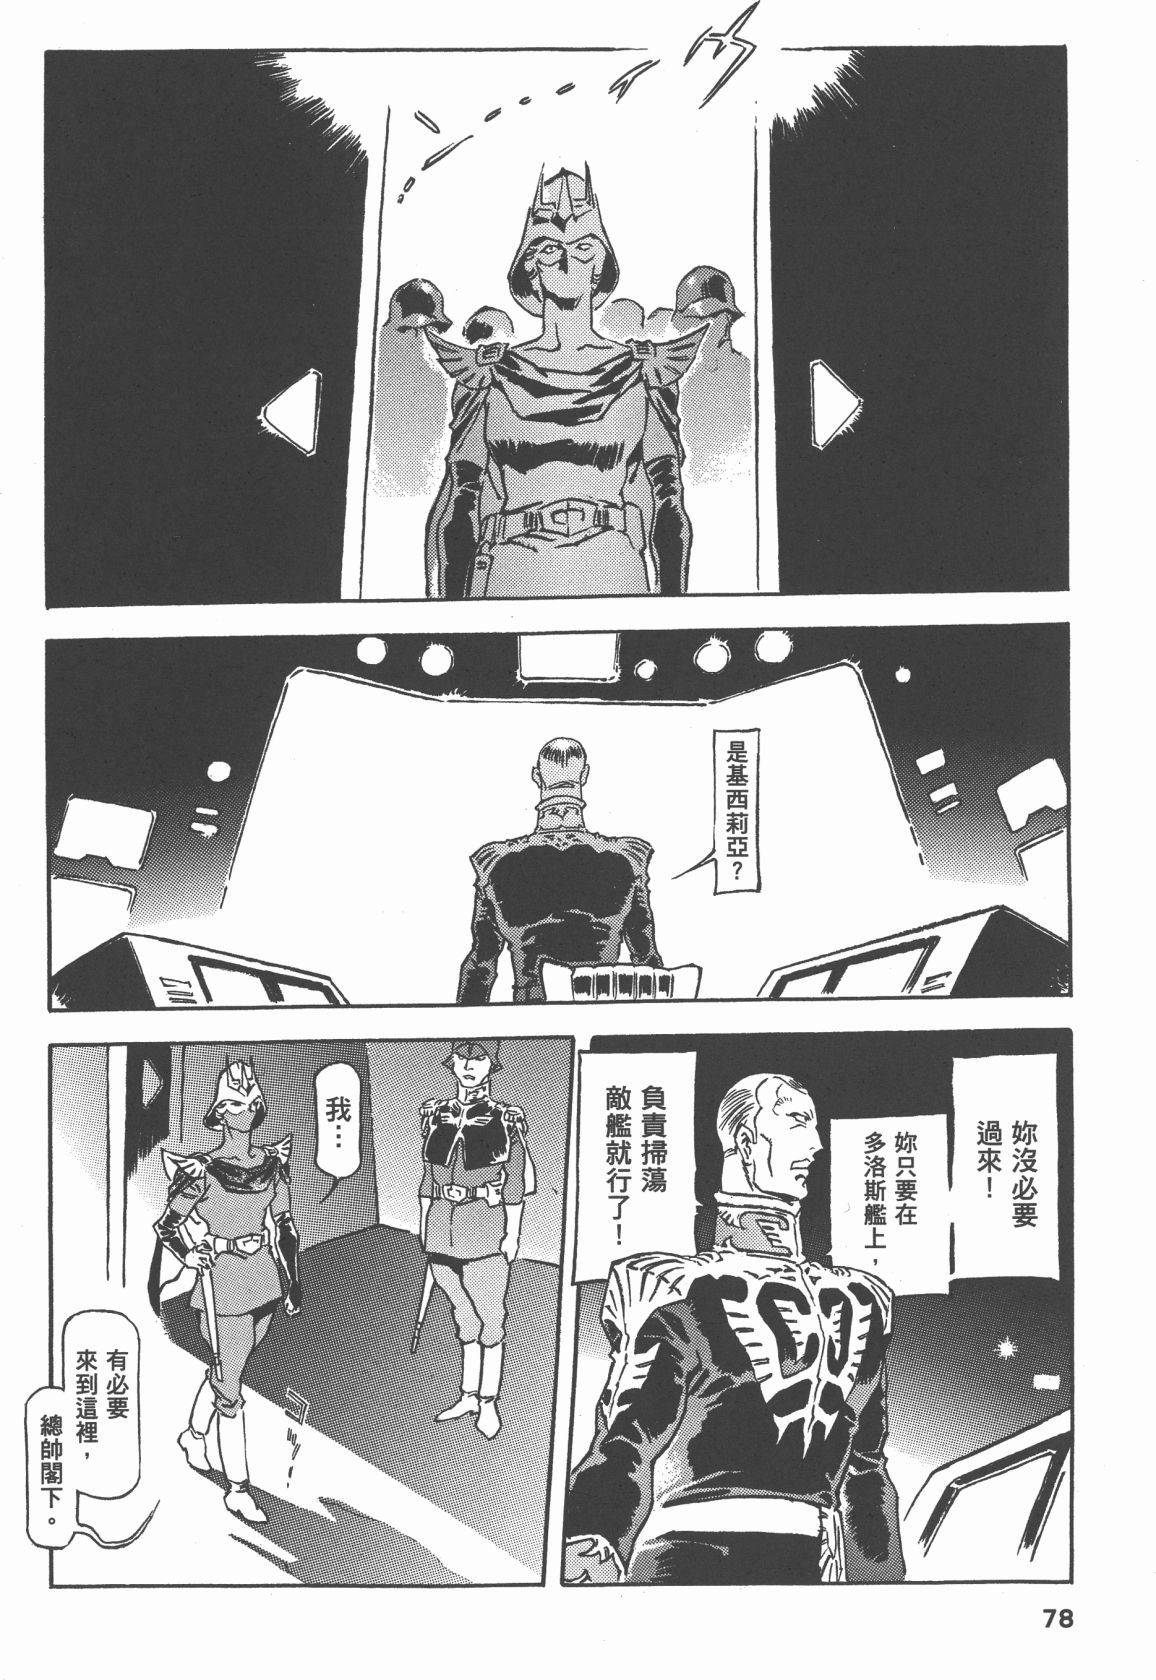 是基西莉亞？
妳沒必要
過來！
妳只要在
多洛斯艦上，
負責掃蕩
敵艦就行了！
我…
有必要
來到這裡，
總帥閣下。
78